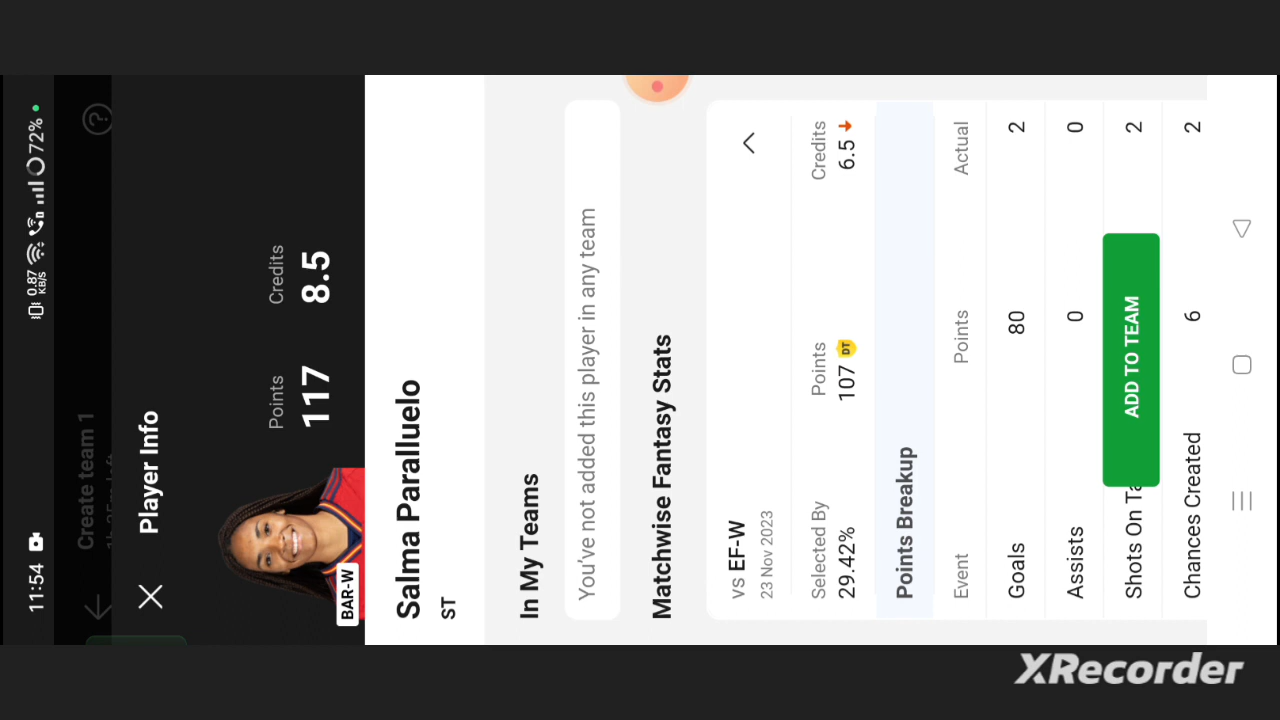 11:54
0.87 KB/S
72%
Create team 1
?
Player Info
Points
Credits
117
8.5
BAR-W
Salma Paralluelo
ST
In My Teams
You've not added this player in any team
Matchwise Fantasy Stats
vs EF-W
23 Nov 2023
Selected By
Points
Credits
29.42%
107 DT
6.5
Points Breakup
Event
Points
Actual
Goals
80
2
Assists
0
0
Shots On Ta
2
ADD TO TEAM
Chances Created
6
2
XRecorder